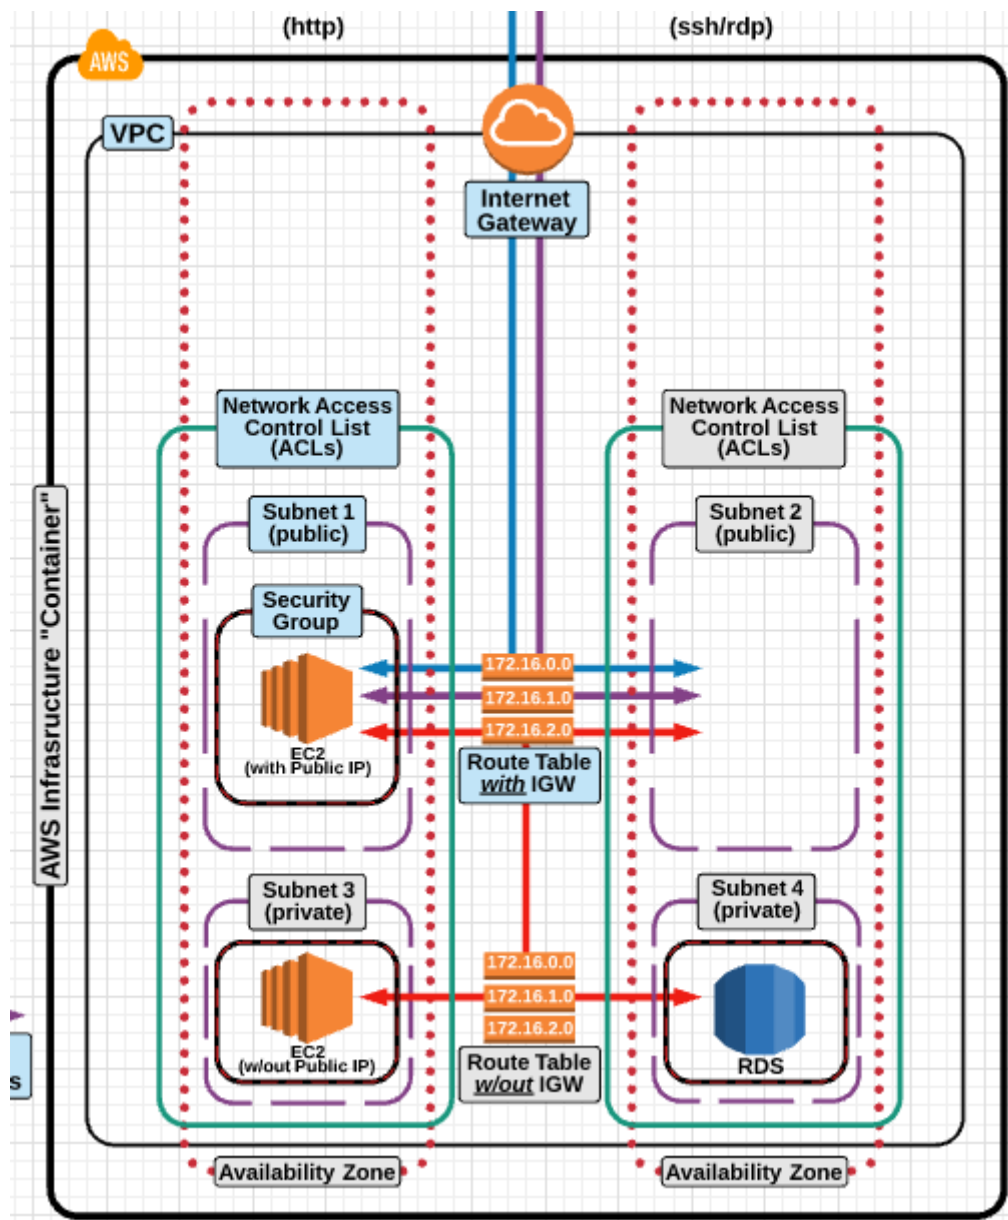 (http)
(ssh/rdp)
AWS
VPC
Internet
Gateway
Network Access
Control List
(ACLs)
Network Access
Control List
(ACLs)
AWS Infrasructure "Container"
Subnet 1
(public)
Subnet 2
(public)
Security
Group
172.16.0.0
172.16.1.0
172.16.2.0
EC2
(with Public IP)
Route Table
with IGW
Subnet 3
(private)
Subnet 4
(private)
172.16.0.0
172.16.1.0
172.16.2.0
EC2
(w/out Public IP)
Route Table
w/out IGW
RDS
s
Availability Zone
Availability Zone